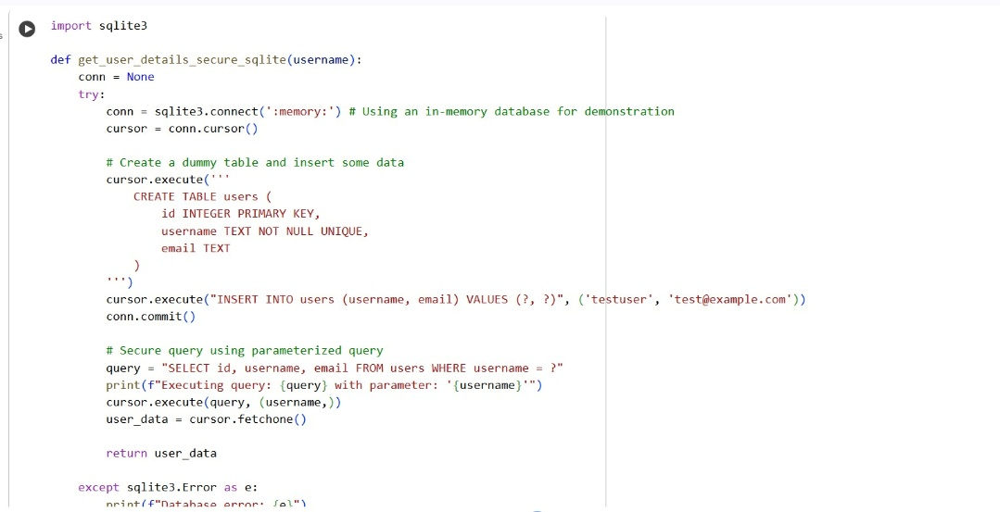 import sqlite3
def get_user_details_secure_sqlite(username):
conn = None
try:
conn = sqlite3.connect(':memory:') # Using an in-memory database for demonstration
cursor = conn.cursor()
# Create a dummy table and insert some data
cursor.execute('''
CREATE TABLE users (
id INTEGER PRIMARY KEY,
username TEXT NOT NULL UNIQUE,
email TEXT
)
''')
cursor.execute("INSERT INTO users (username, email) VALUES (?, ?)", ('testuser', 'test@example.com'))
conn.commit()
# Secure query using parameterized query
query = "SELECT id, username, email FROM users WHERE username = ?"
print(f"Executing query: {query} with parameter: '{username}'")
cursor.execute(query, (username,))
user_data = cursor.fetchone()
return user_data
except sqlite3.Error as e:
print(f"Database error: {e}")